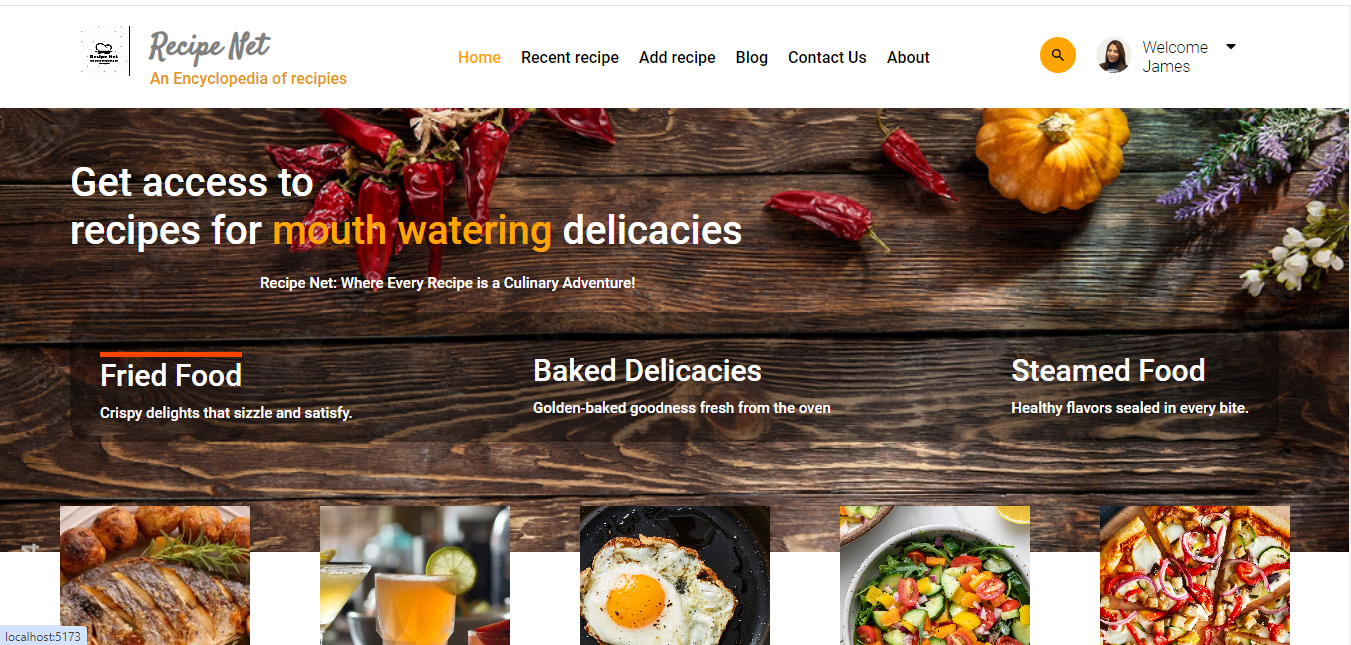 Recipe Net
An Encyclopedia of recipies
Home Recent recipe Add recipe Blog Contact Us About
Welcome
James
Get access to
recipes for mouth watering delicacies
Recipe Net: Where Every Recipe is a Culinary Adventure!
Fried Food
Crispy delights that sizzle and satisfy.
Baked Delicacies
Golden-baked goodness fresh from the oven
Steamed Food
Healthy flavors sealed in every bite.
localhost:5173